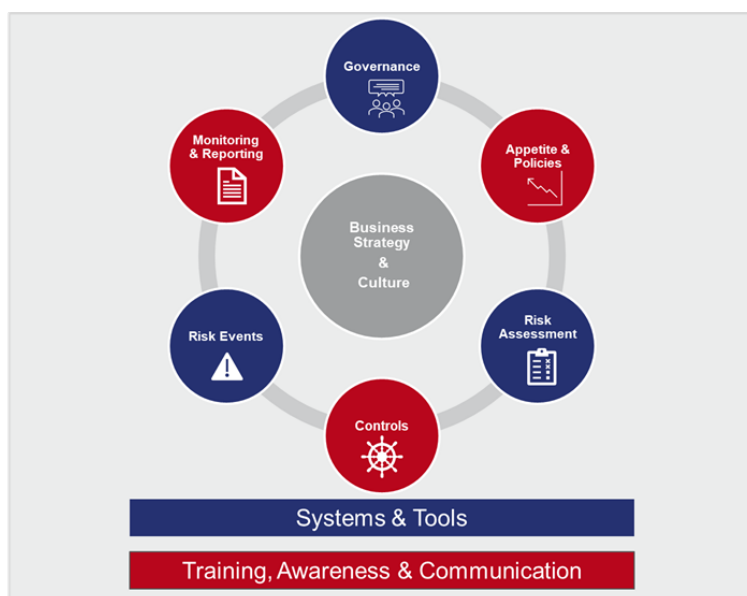 Governance
Monitoring
& Reporting
Appetite &
Policies
Business
Strategy
&
Culture
Risk Events
Risk
Assessment
Controls
Systems & Tools
Training, Awareness & Communication